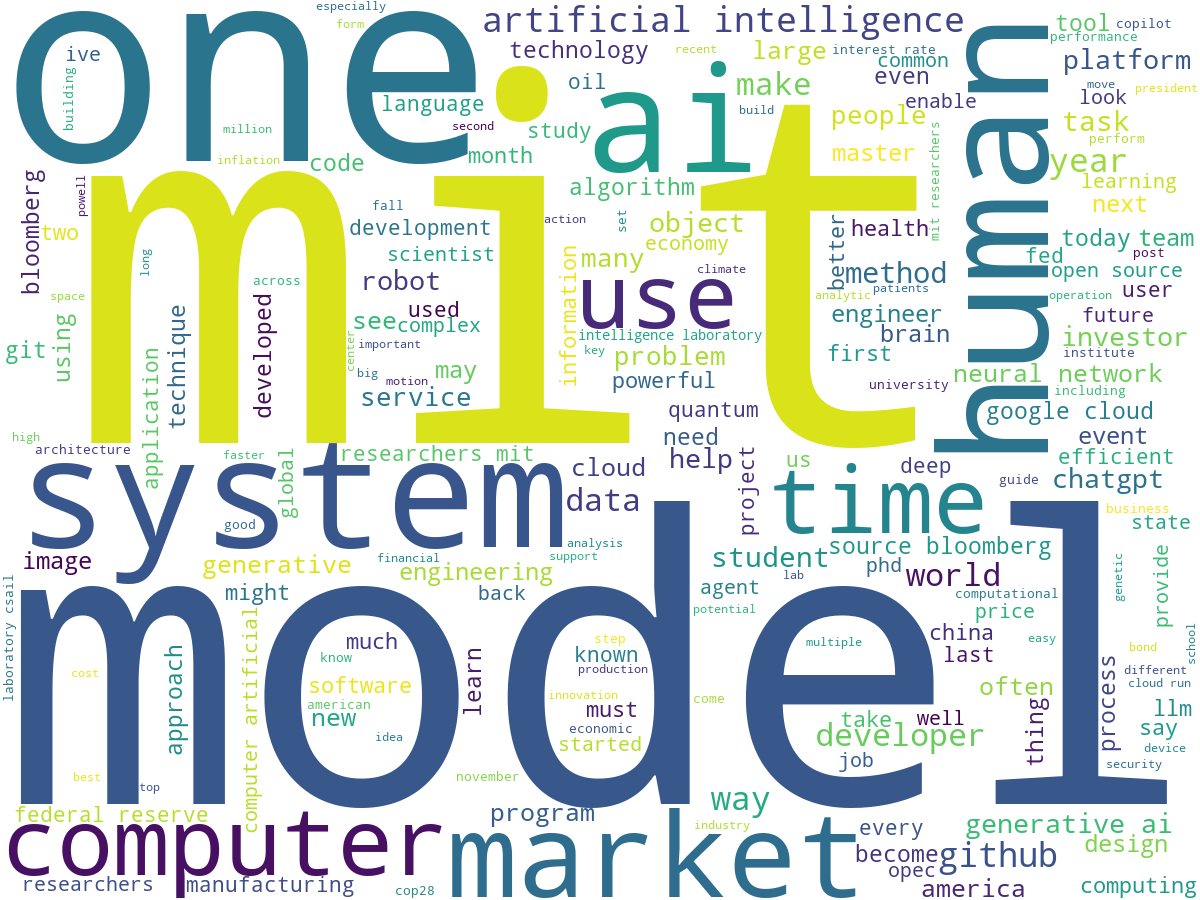 one
mit
human
model
system
ai
use
time
computer
market
artificial intelligence
especially
form
ive
building
technology
recent
large
interest rate
common
tool
copilot
performance
platform
oil
make
even
move
president
look
enable
language
million
second
study
build
people
task
perform
inflation
code
month
master
mit researchers
year
bloomberg
powell
algorithm
learning
next
fall
action
set
object
better
health
two
development
economy
today
team
long
scientist
information
many
fed
post
method
open source
across
robot
climate
patients
user
space
developed
used
analytic
operation
technique
see
complex
engineer
future
using
intelligence laboratory
brain
investor
git
center
important
key
problem
first
institute
big
may
neural network
motion
powerful
university
including
application
service
quantum
google cloud
high
need
event
architecture
faster
researchers mit
us
efficient
global
cloud
help
project
deep
guide
chatgpt
data
business
good
state
image
analysis
source bloomberg
financial
support
student
generative
engineering
phd
genetic
provide
laboratory csail
might
back
agent
lab
world
computational
potential
price
computer artificial
much
step
multiple
china
easy
school
approach
know
learn
known
last
bond
cost
software
production
process
different
innovation
often
cloud run
american
come
new
must
take
well
llm
economic
thing
say
idea
started
developer
device
best
november
job
security
top
federal reserve
program
way
industry
every
generative ai
become
github
design
opec
researchers
manufacturing
cop28
america
computing